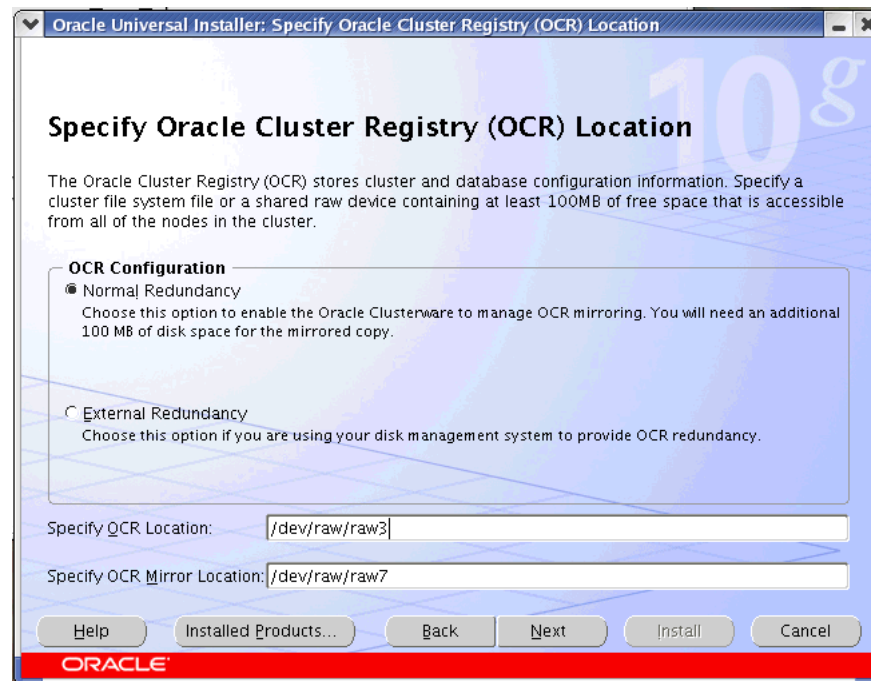 Oracle Universal Installer: Specify Oracle Cluster Registry (OCR) Location
10g
Specify Oracle Cluster Registry (OCR) Location
The Oracle Cluster Registry (OCR) stores cluster and database configuration information. Specify a
cluster file system file or a shared raw device containing at least 100MB of free space that is accessible
from all of the nodes in the cluster.
OCR Configuration
Normal Redundancy
Choose this option to enable the Oracle Clusterware to manage OCR mirroring. You will need an additional
100 MB of disk space for the mirrored copy.
External Redundancy
Choose this option if you are using your disk management system to provide OCR redundancy.
Specify OCR Location: /dev/raw/raw3
Specify OCR Mirror Location: /dev/raw/raw7
Help Installed Products... Back Next Install Cancel
ORACLE